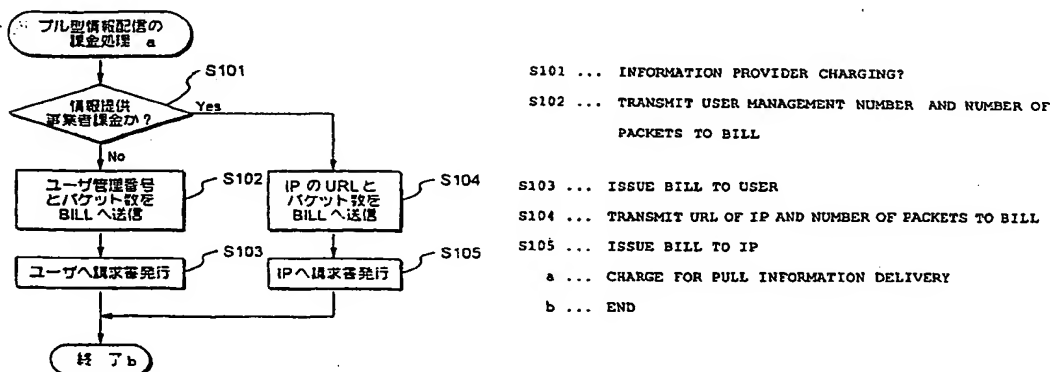 プル型情報配信の
課金処理 a
S101
情報提供
事業者課金か?
Yes
No
ユーザ管理番号
とパケット数を
BILLへ送信
S102
IPのURLと
パケット数を
BILLへ送信
S104
ユーザへ請求書発行
S103
IPへ請求書発行
S105
終了 b
S101 ... INFORMATION PROVIDER CHARGING?
S102 ... TRANSMIT USER MANAGEMENT NUMBER AND NUMBER OF
PACKETS TO BILL
S103 ... ISSUE BILL TO USER
S104 ... TRANSMIT URL OF IP AND NUMBER OF PACKETS TO BILL
S105 ... ISSUE BILL TO IP
a ... CHARGE FOR PULL INFORMATION DELIVERY
b ... END